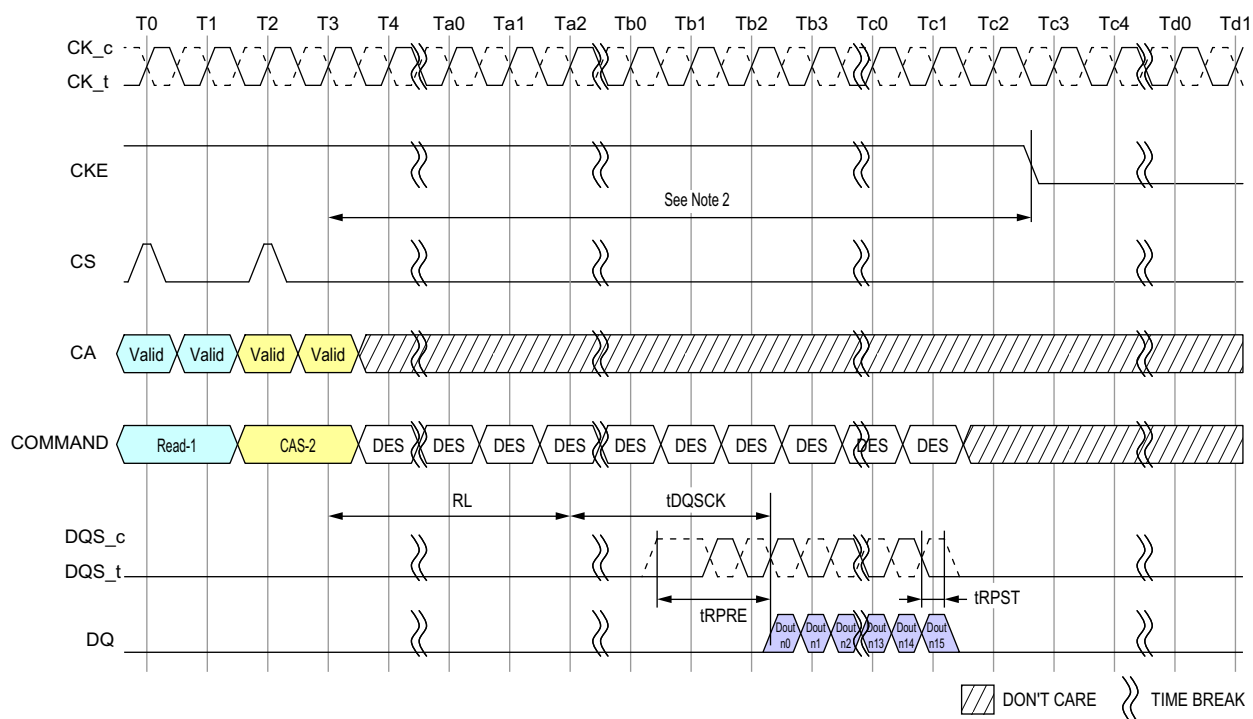 T0 T1 T2 T3 T4 Ta0 Ta1 Ta2 Tb0 Tb1 Tb2 Tb3 Tc0 Tc1 Tc2 Tc3 Tc4 Td0 Td1
CK_c
CK_t
CKE
See Note 2
CS
CA Valid Valid Valid Valid
COMMAND Read-1 CAS-2 DES DES DES DES DES DES DES DES DES DES
RL tDQSCK
DQS_c
DQS_t
tRPRE tRPST
DQ Dout n0 Dout n1 Dout n2 Dout n13 Dout n14 Dout n15
DON'T CARE TIME BREAK